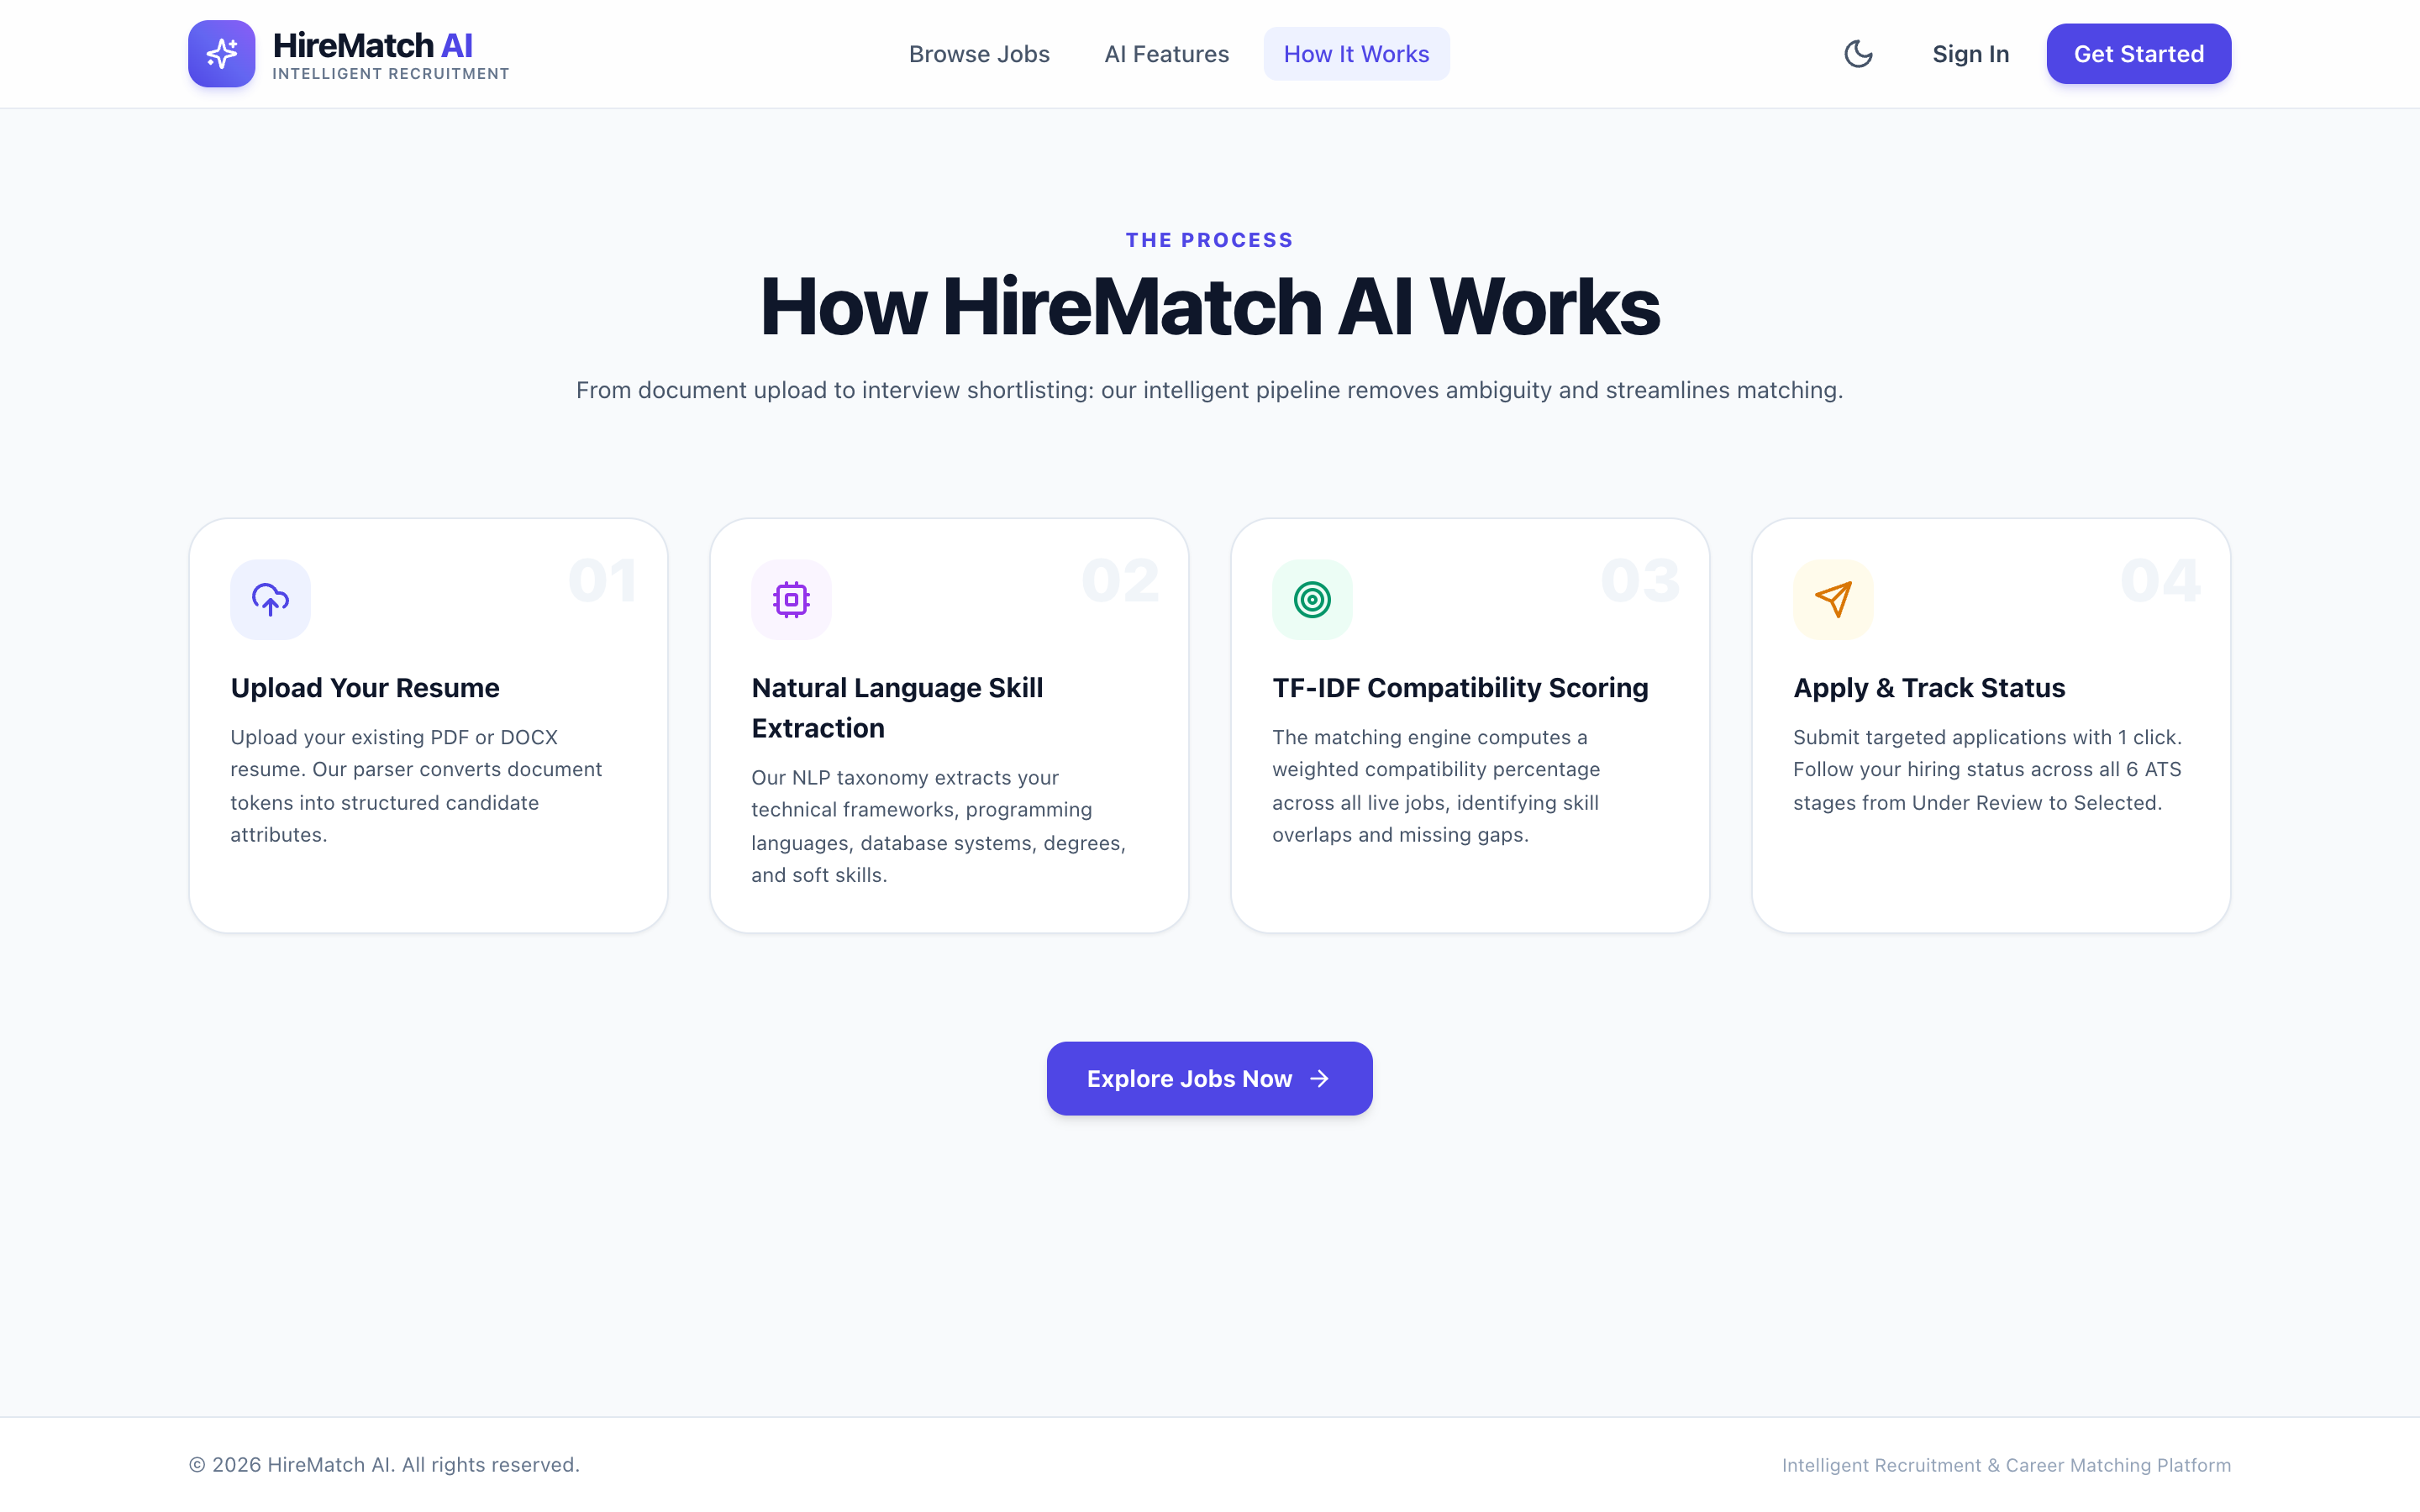 HireMatch AI
INTELLIGENT RECRUITMENT
Browse Jobs
AI Features
How It Works
Sign In
Get Started
THE PROCESS
How HireMatch AI Works
From document upload to interview shortlisting: our intelligent pipeline removes ambiguity and streamlines matching.
01
Upload Your Resume
Upload your existing PDF or DOCX
resume. Our parser converts document
tokens into structured candidate
attributes.
02
Natural Language Skill
Extraction
Our NLP taxonomy extracts your
technical frameworks, programming
languages, database systems, degrees,
and soft skills.
03
TF-IDF Compatibility Scoring
The matching engine computes a
weighted compatibility percentage
across all live jobs, identifying skill
overlaps and missing gaps.
04
Apply & Track Status
Submit targeted applications with 1 click.
Follow your hiring status across all 6 ATS
stages from Under Review to Selected.
Explore Jobs Now
© 2026 HireMatch AI. All rights reserved.
Intelligent Recruitment & Career Matching Platform